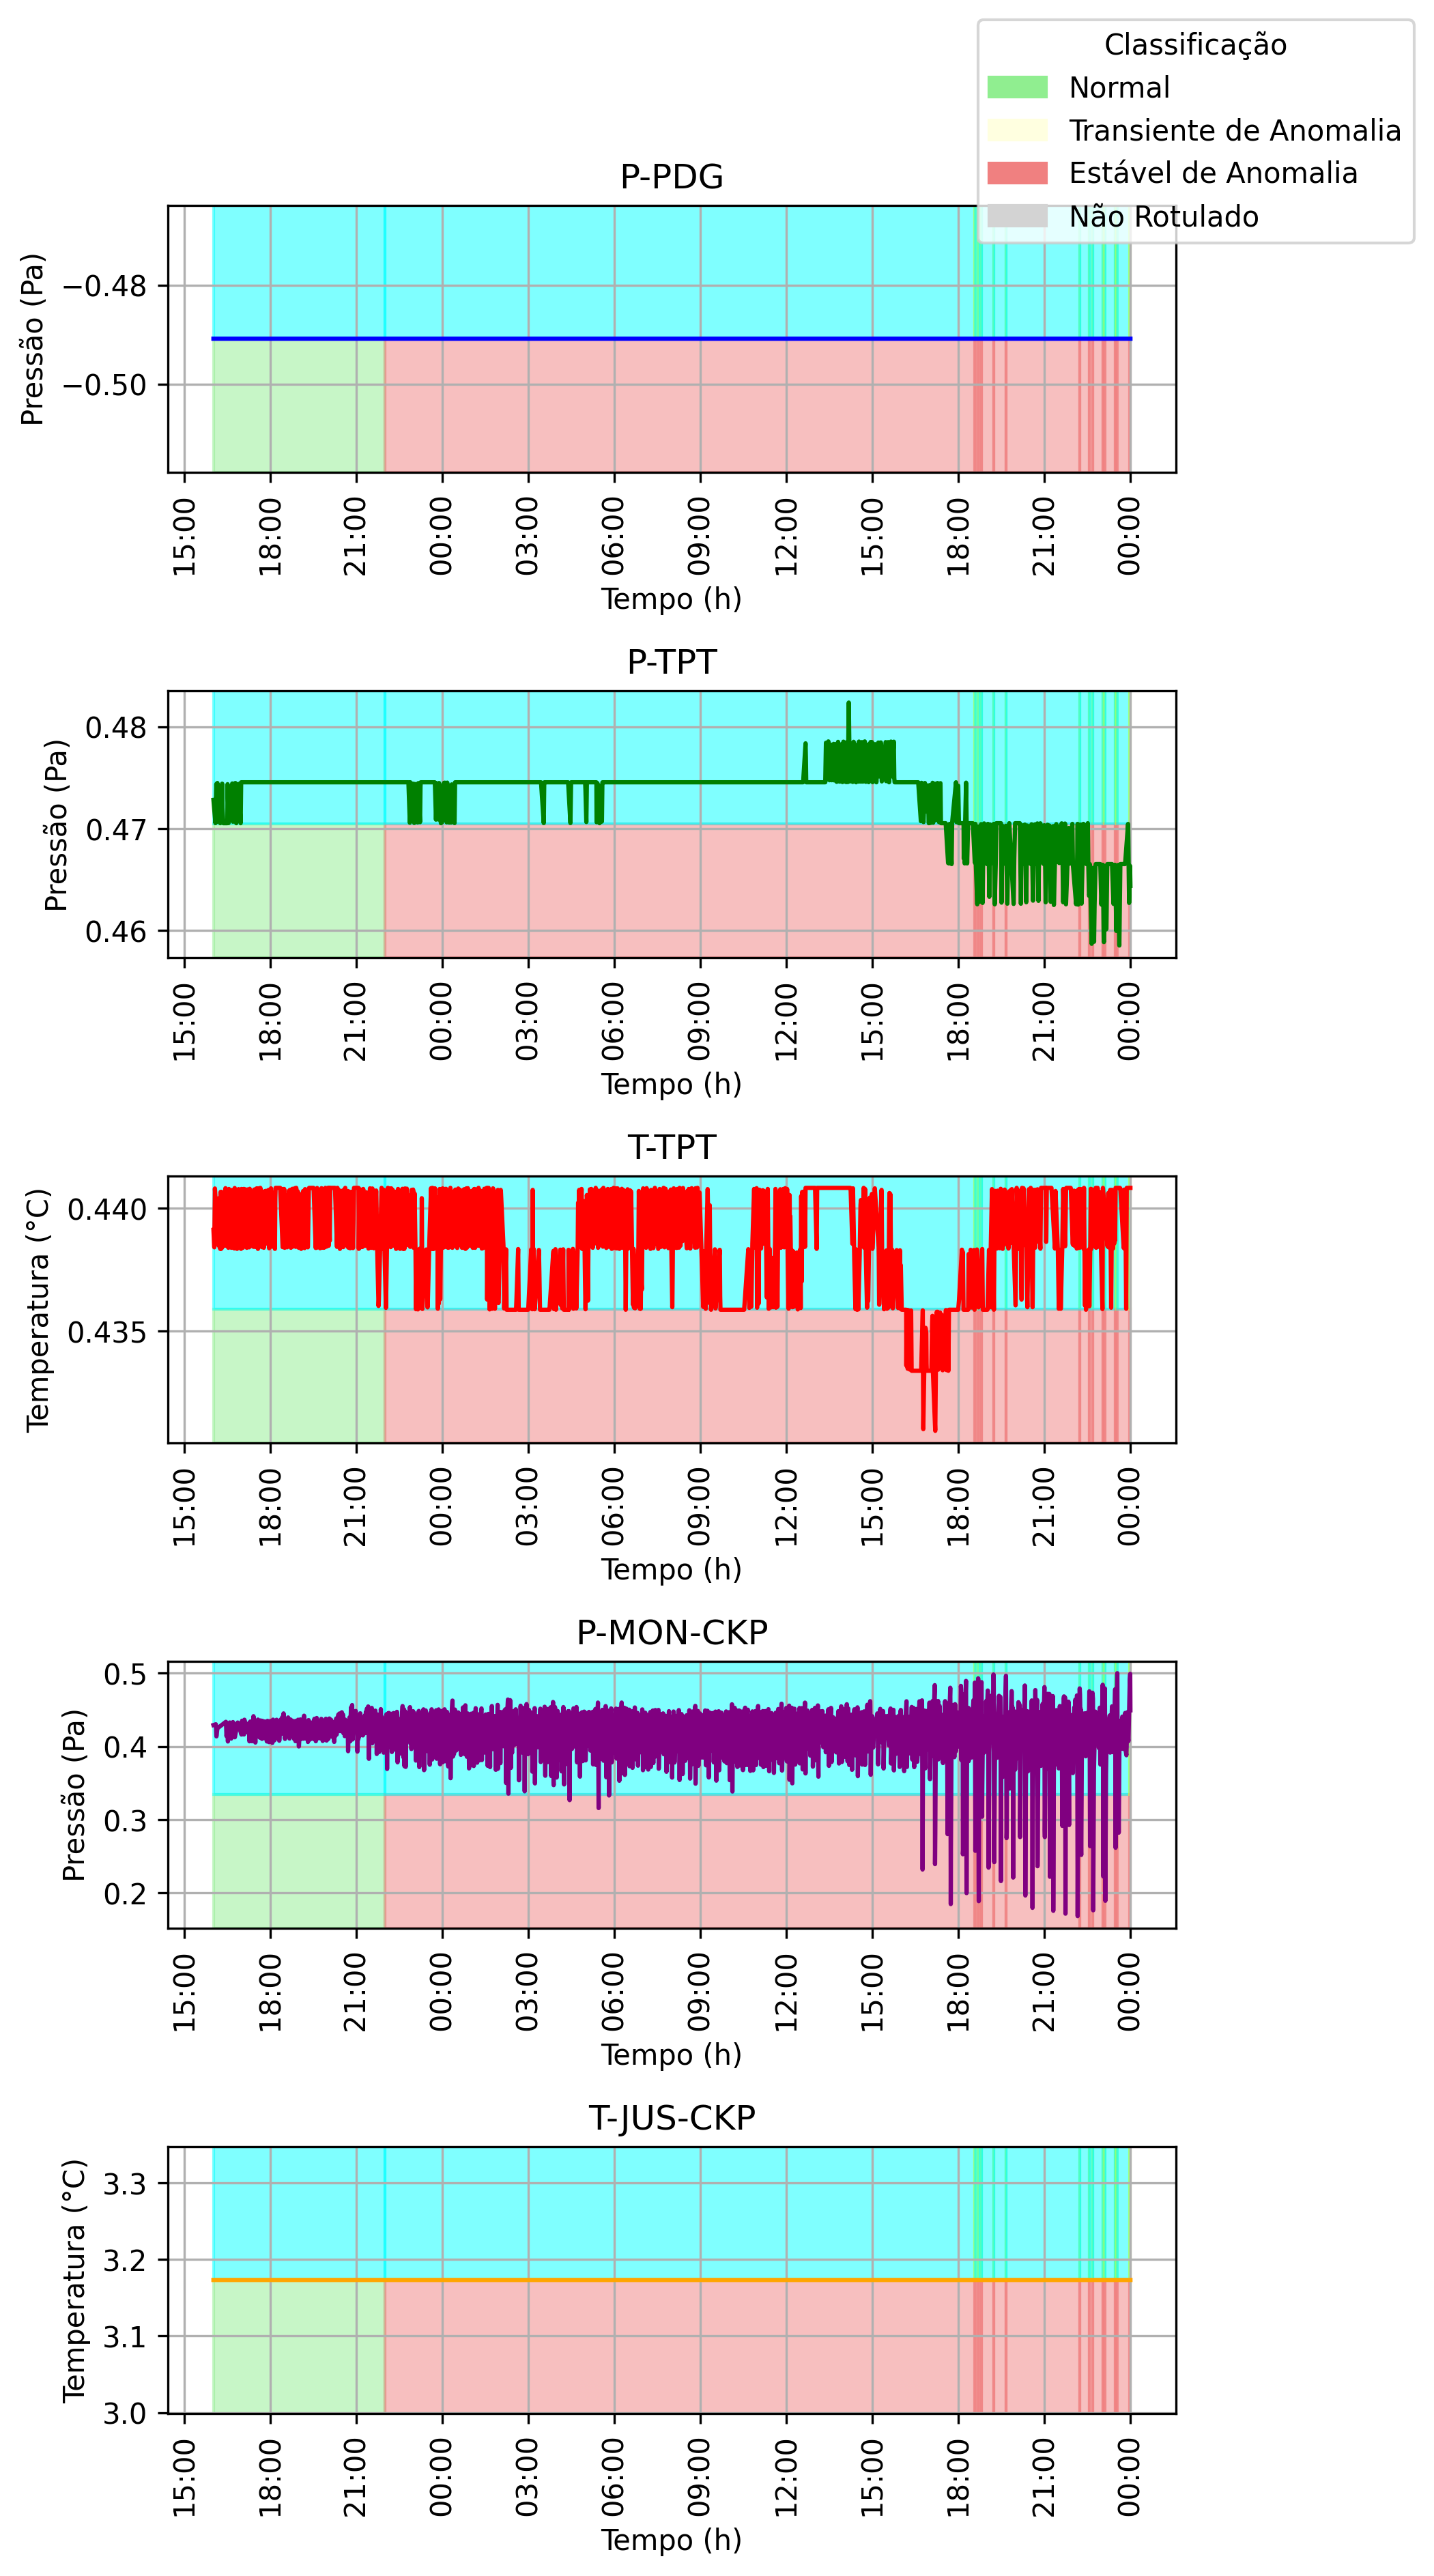 Classificação
Normal
Transiente de Anomalia
Estável de Anomalia
Não Rotulado
P-PDG
Pressão (Pa)
−0.48
−0.50
15:00 18:00 21:00 00:00 03:00 06:00 09:00 12:00 15:00 18:00 21:00 00:00
Tempo (h)
P-TPT
Pressão (Pa)
0.48
0.47
0.46
15:00 18:00 21:00 00:00 03:00 06:00 09:00 12:00 15:00 18:00 21:00 00:00
Tempo (h)
T-TPT
Temperatura (°C)
0.440
0.435
15:00 18:00 21:00 00:00 03:00 06:00 09:00 12:00 15:00 18:00 21:00 00:00
Tempo (h)
P-MON-CKP
Pressão (Pa)
0.5
0.4
0.3
0.2
15:00 18:00 21:00 00:00 03:00 06:00 09:00 12:00 15:00 18:00 21:00 00:00
Tempo (h)
T-JUS-CKP
Temperatura (°C)
3.3
3.2
3.1
3.0
15:00 18:00 21:00 00:00 03:00 06:00 09:00 12:00 15:00 18:00 21:00 00:00
Tempo (h)